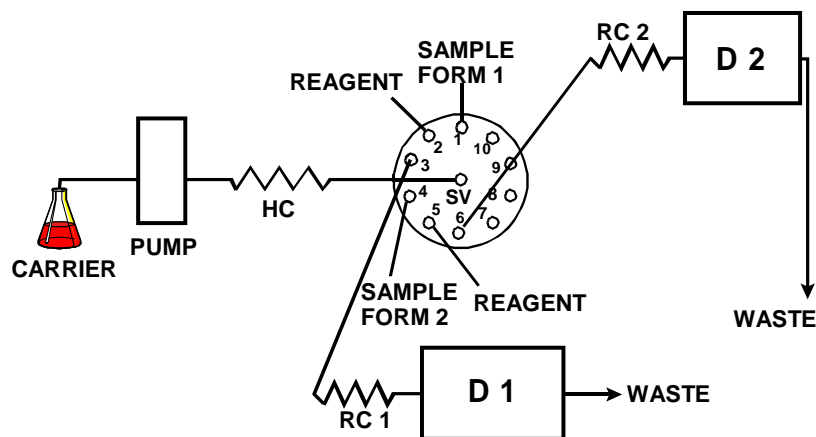 RC 2
D 2
SAMPLE
FORM 1
REAGENT
1
2
10
3
9
SV
4
8
5
6
7
HC
PUMP
CARRIER
SAMPLE
FORM 2
REAGENT
WASTE
D 1
WASTE
RC 1